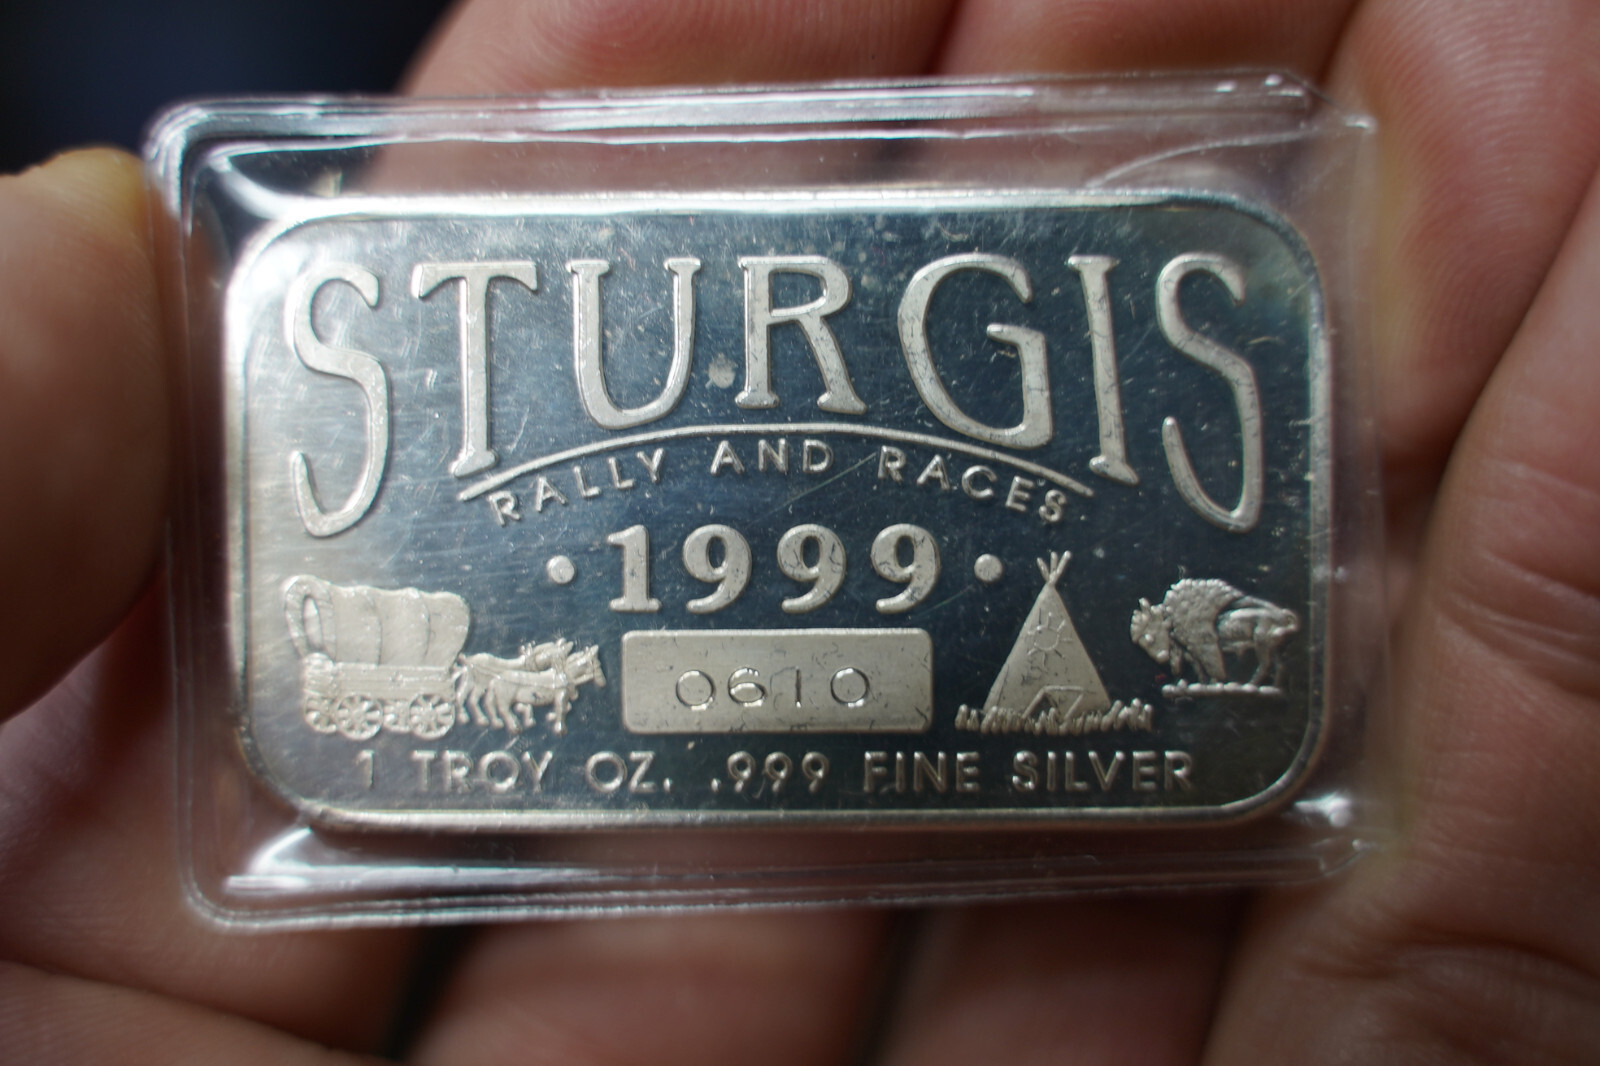 STURGIS
RALLY AND RACES
• 1999 •
0610
1 TROY OZ. .999 FINE SILVER